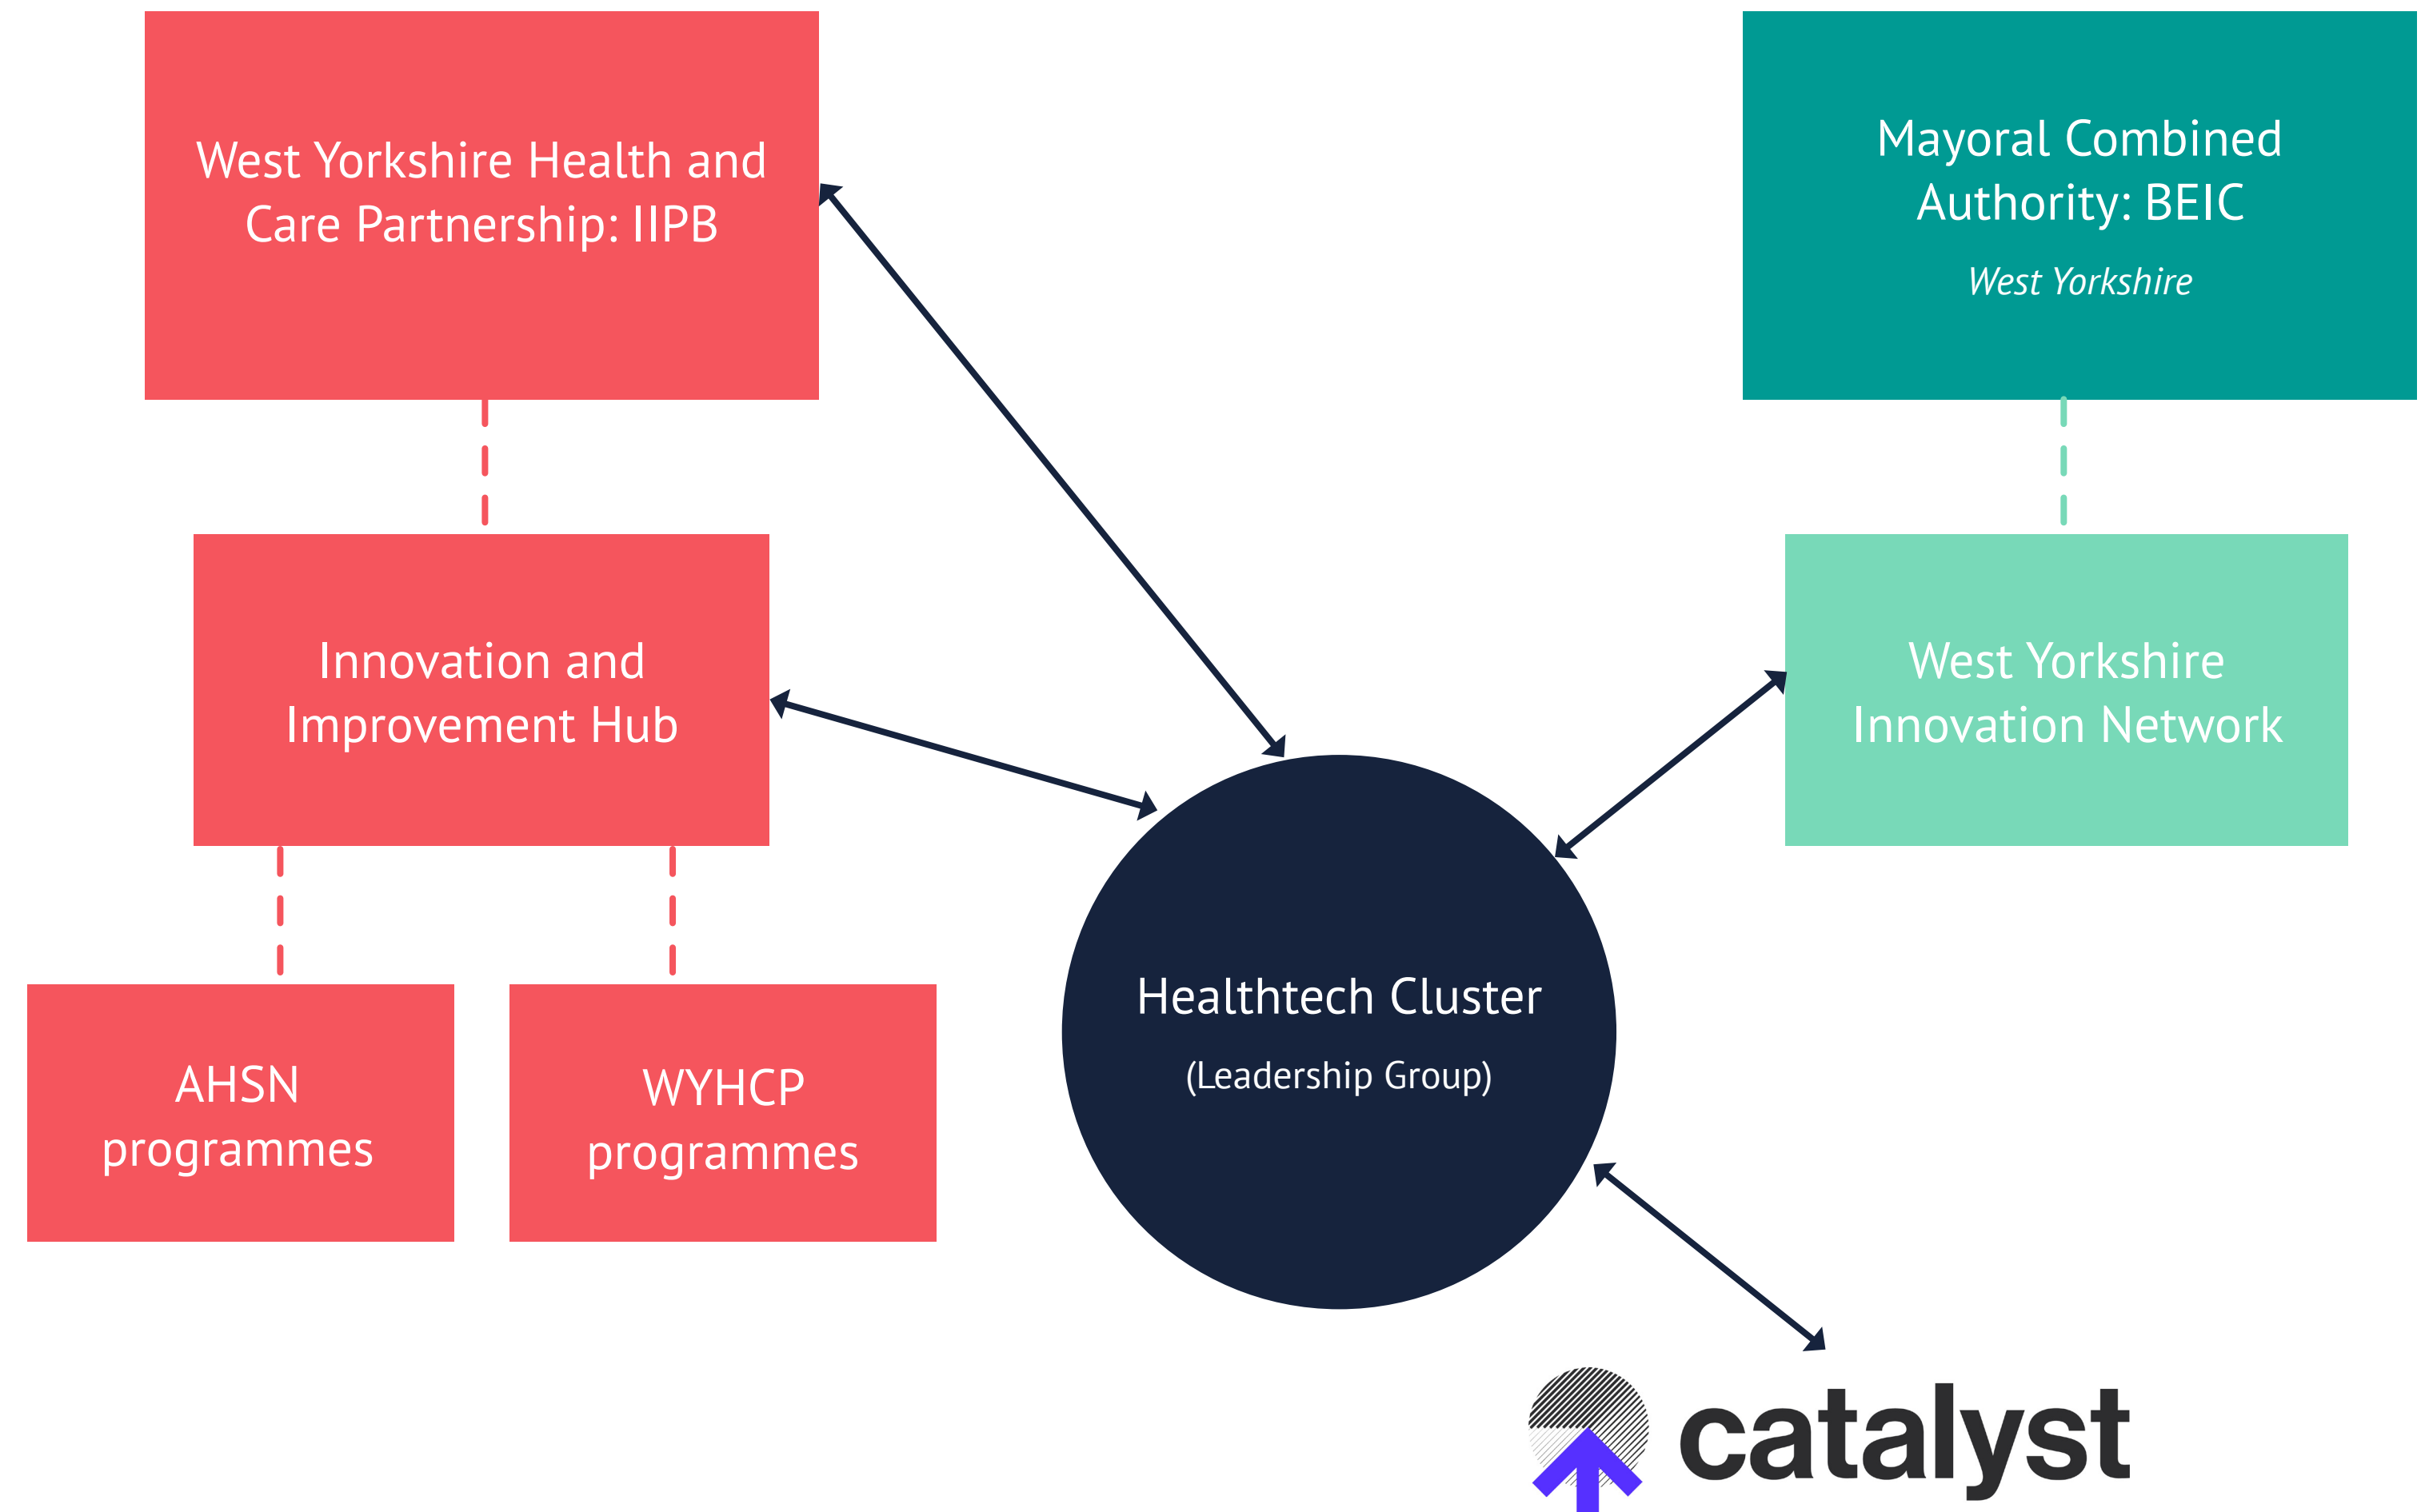 West Yorkshire Health and
Care Partnership: IIPB
Mayoral Combined
Authority: BEIC
West Yorkshire
Innovation and
Improvement Hub
West Yorkshire
Innovation Network
Healthtech Cluster
(Leadership Group)
AHSN
programmes
WYHCP
programmes
catalyst